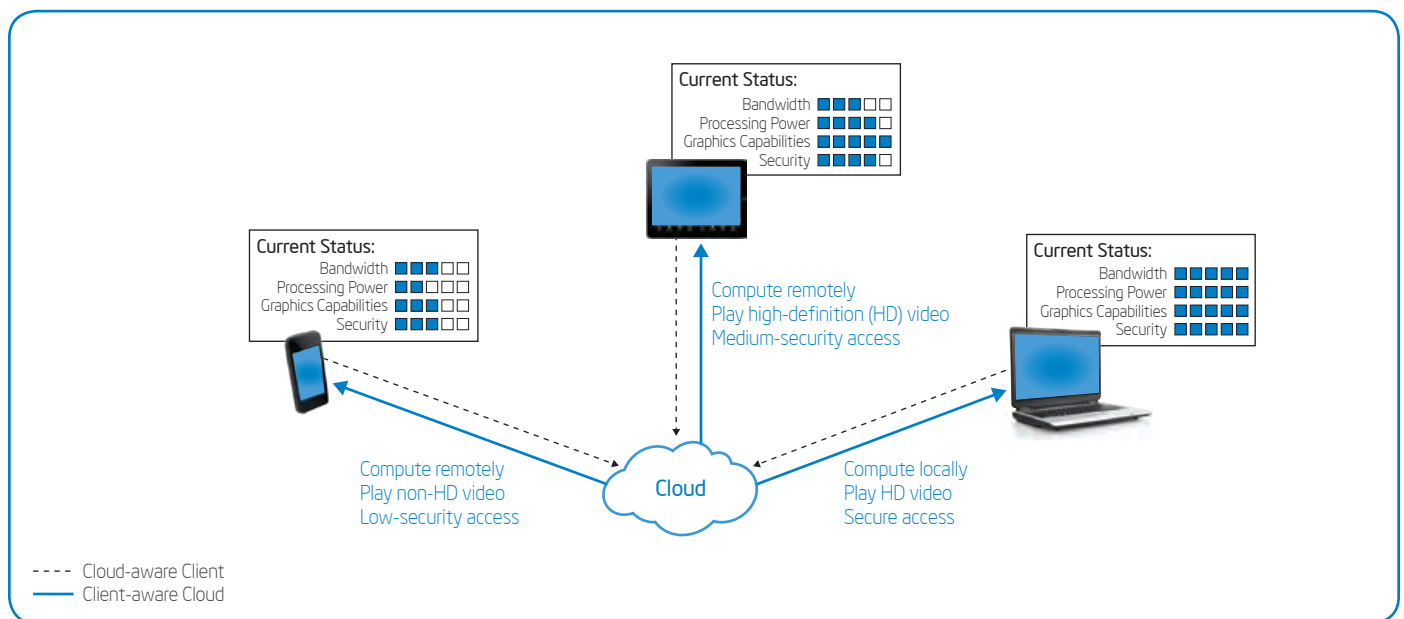 Current Status:
Bandwidth
Processing Power
Graphics Capabilities
Security
Current Status:
Bandwidth
Processing Power
Graphics Capabilities
Security
Current Status:
Bandwidth
Processing Power
Graphics Capabilities
Security
Compute remotely
Play high-definition (HD) video
Medium-security access
Compute remotely
Play non-HD video
Low-security access
Cloud
Compute locally
Play HD video
Secure access
Cloud-aware Client
Client-aware Cloud